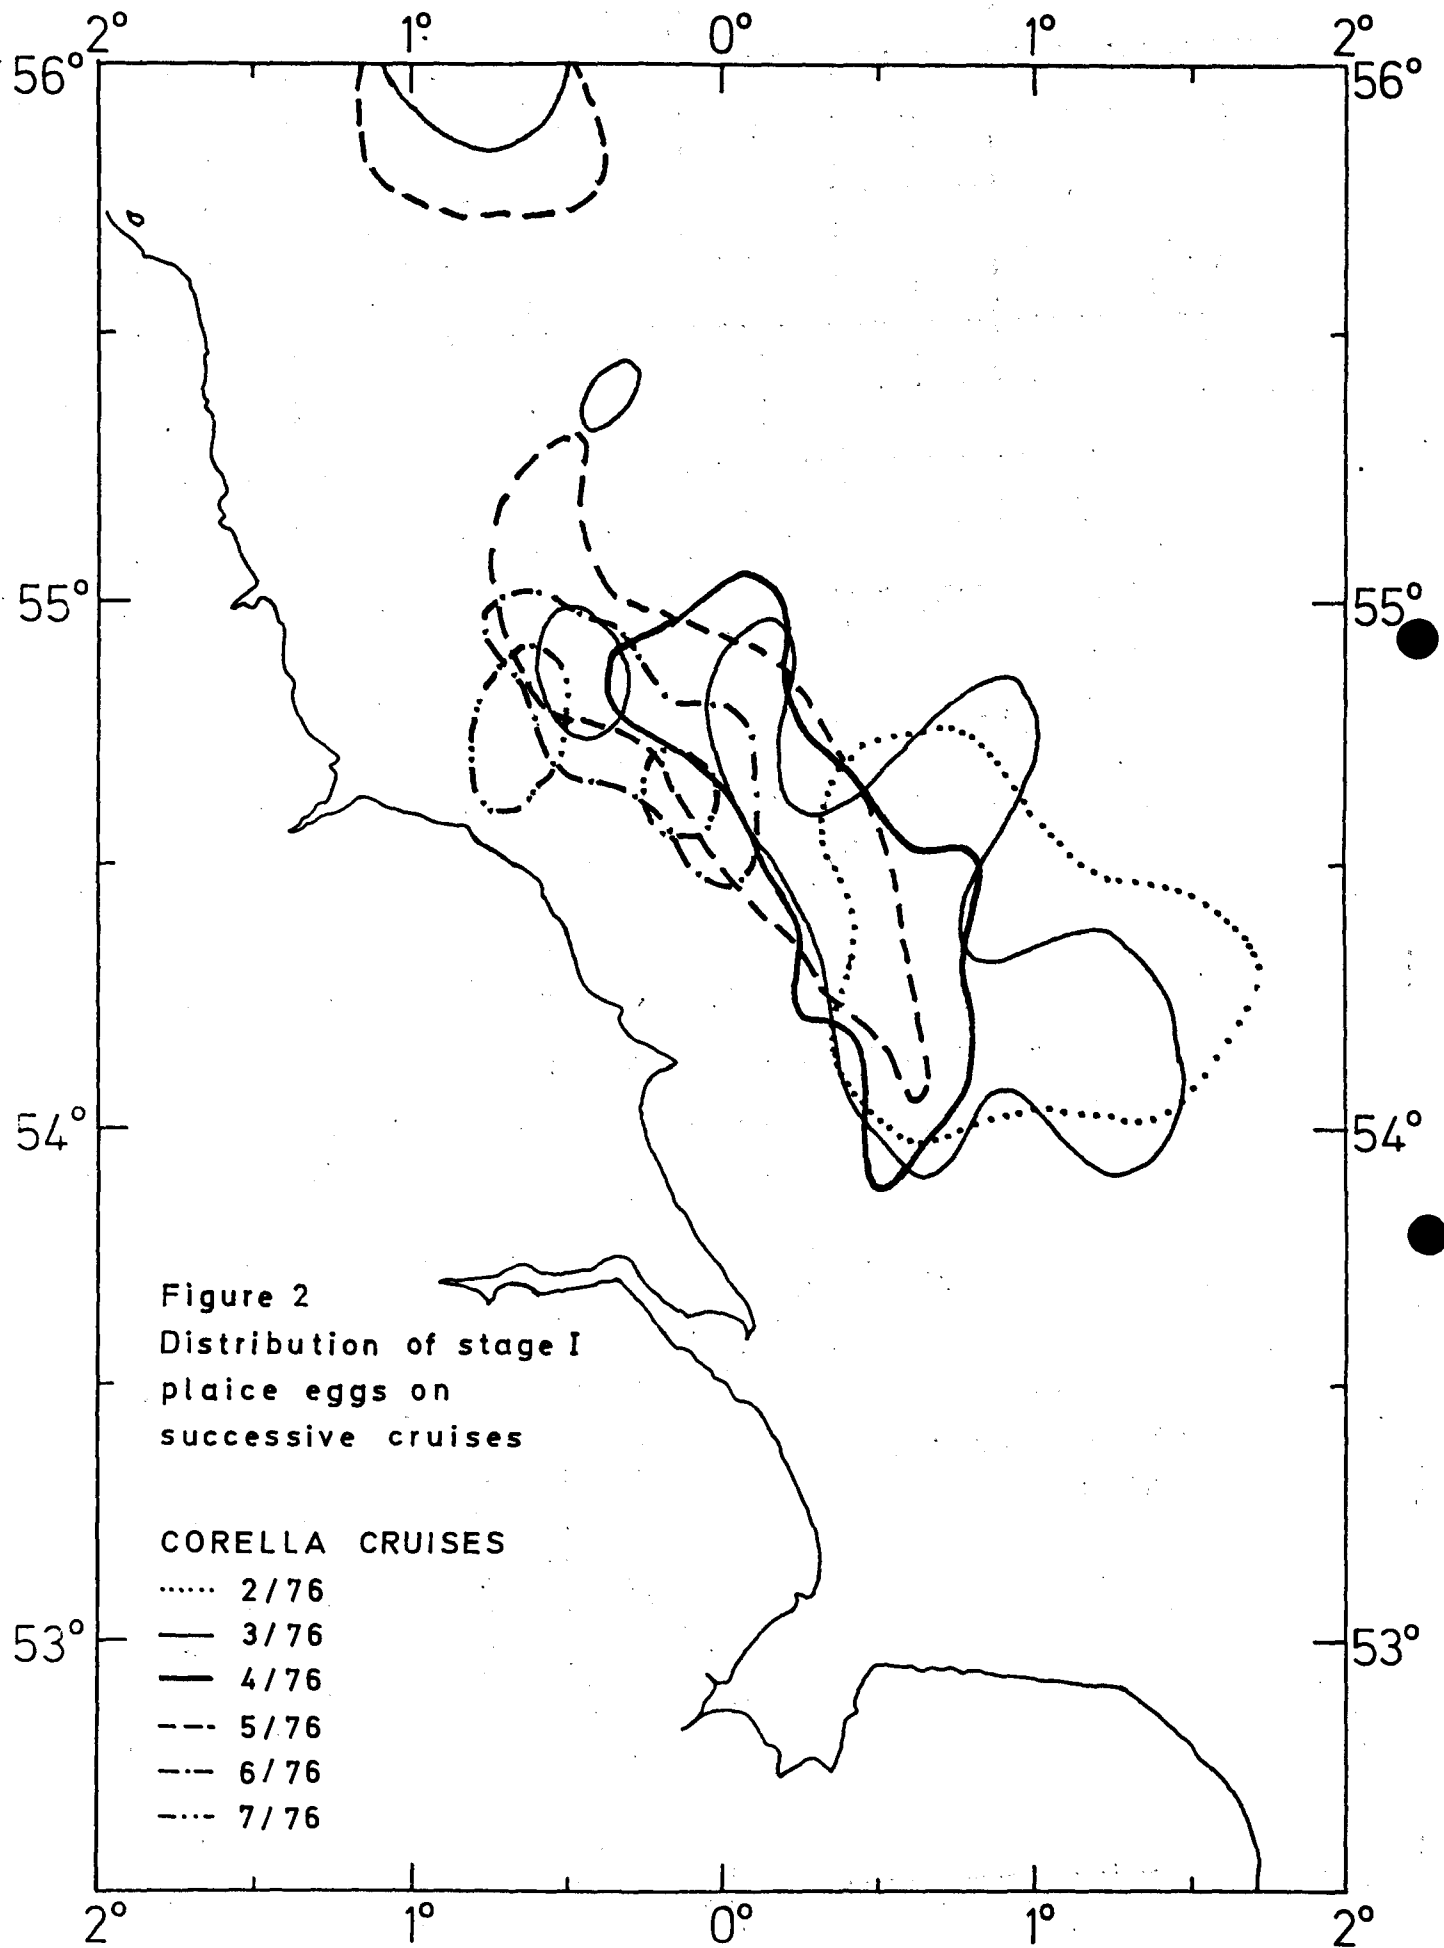 2° 1° 0° 1° 2°
56° 56°
55° 55°
54° 54°
Figure 2
Distribution of stage I
plaice eggs on
successive cruises
CORELLA CRUISES
2/76
3/76
53° 53°
4/76
5/76
6/76
7/76
2° 1° 0° 1° 2°